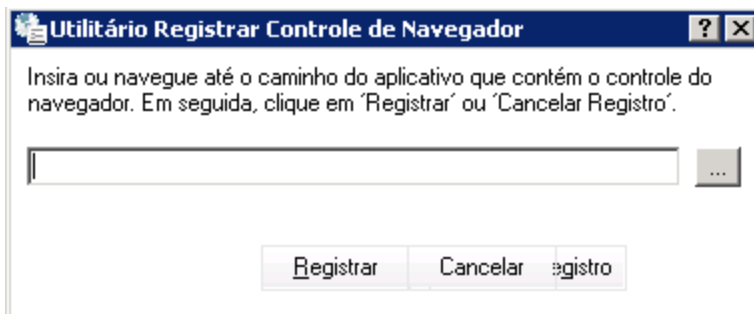 Utilitário Registrar Controle de Navegador
Insira ou navegue até o caminho do aplicativo que contém o controle do
navegador. Em seguida, clique em ´Registrar´ ou ´Cancelar Registro´.
...
Registrar Cancelar egistro